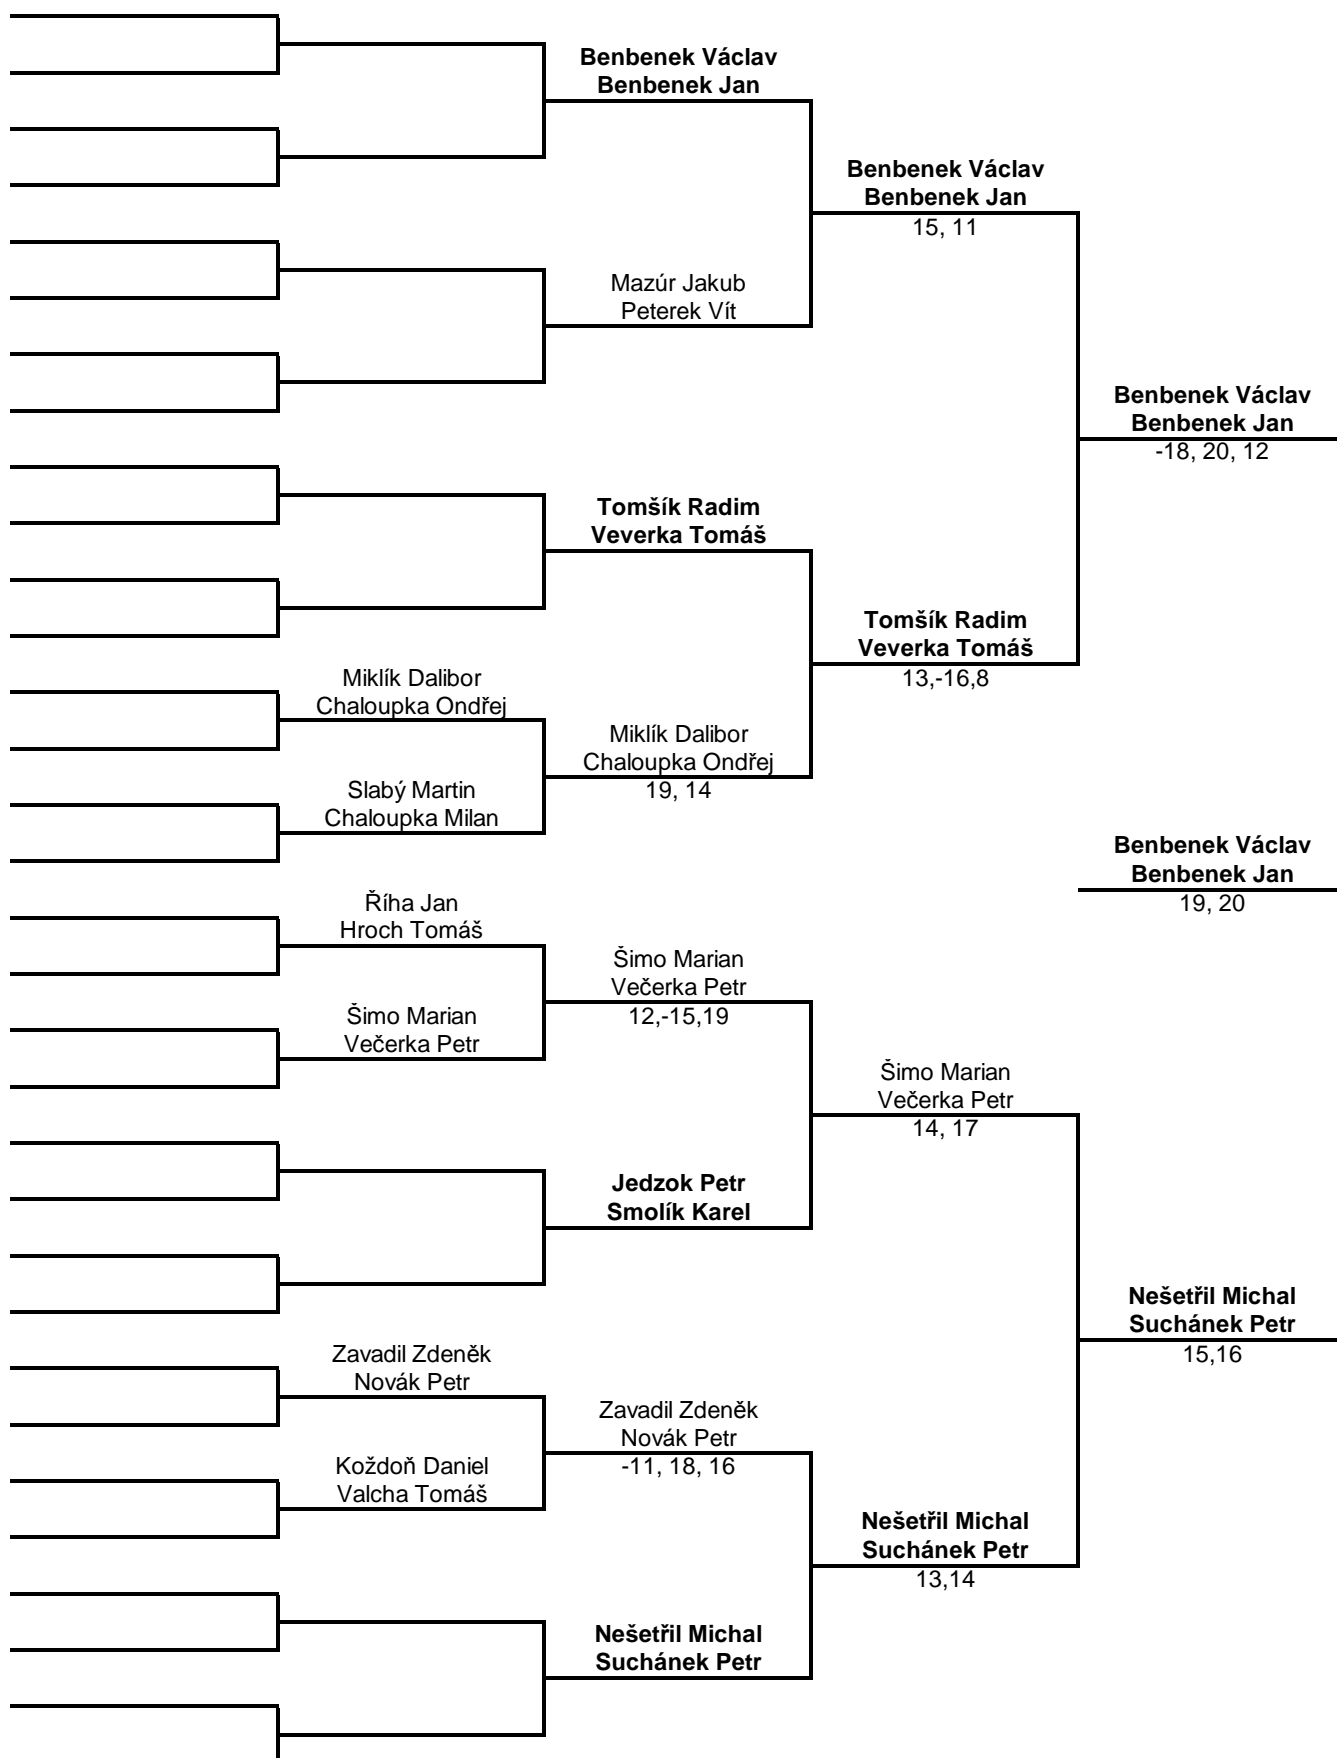 Benbenek Václav
Benbenek Jan
Benbenek Václav
Benbenek Jan
15, 11
Mazúr Jakub
Peterek Vít
Benbenek Václav
Benbenek Jan
-18, 20, 12
Tomšík Radim
Veverka Tomáš
Tomšík Radim
Veverka Tomáš
13,-16,8
Miklík Dalibor
Chaloupka Ondřej
Miklík Dalibor
Chaloupka Ondřej
19, 14
Slabý Martin
Chaloupka Milan
Benbenek Václav
Benbenek Jan
19, 20
Říha Jan
Hroch Tomáš
Šimo Marian
Večerka Petr
12,-15,19
Šimo Marian
Večerka Petr
Šimo Marian
Večerka Petr
14, 17
Jedzok Petr
Smolík Karel
Nešetřil Michal
Suchánek Petr
15,16
Zavadil Zdeněk
Novák Petr
Zavadil Zdeněk
Novák Petr
-11, 18, 16
Koždoň Daniel
Valcha Tomáš
Nešetřil Michal
Suchánek Petr
13,14
Nešetřil Michal
Suchánek Petr